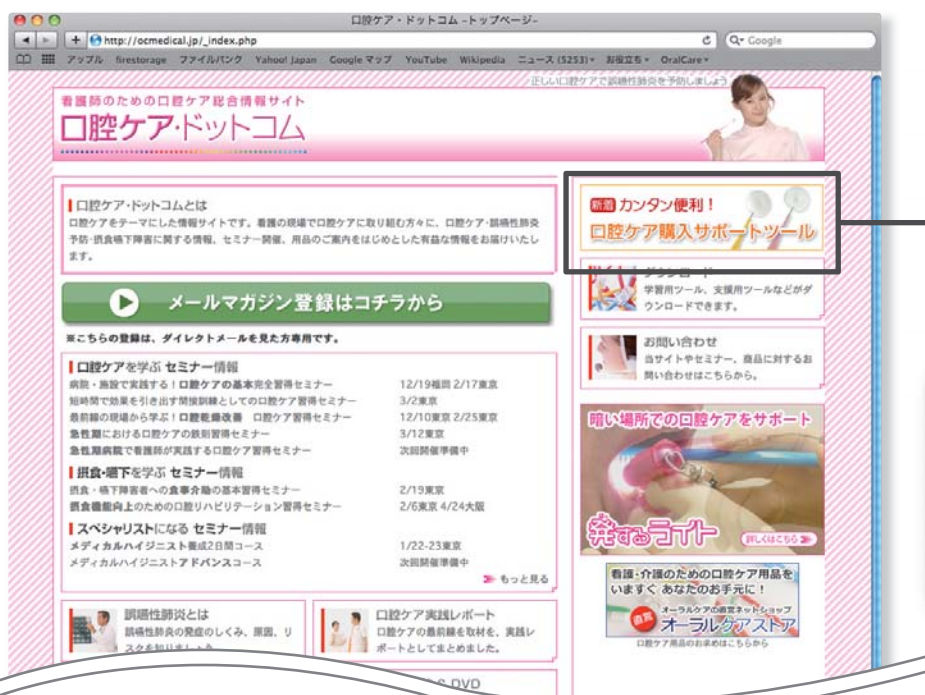 口腔ケア・ドットコム -トップページ-
http://ocmedical.jp/_index.php
Google
アップル firestorage ファイルバンク Yahoo! Japan Google マップ YouTube Wikipedia ニュース (5253) お役立ち OralCare
正しい口腔ケアで誤嚥性肺炎を予防しましょう
看護師のための口腔ケア総合情報サイト
口腔ケア・ドットコム
口腔ケア・ドットコムとは
口腔ケアをテーマにした情報サイトです。看護の現場で口腔ケアに取り組む方々に、口腔ケア・誤嚥性肺炎
予防・摂食嚥下障害に関する情報、セミナー開催、用品のご案内をはじめとした有益な情報をお届けいたし
ます。
メールマガジン登録はコチラから
※こちらの登録は、ダイレクトメールを見た方専用です。
口腔ケアを学ぶ セミナー情報
病院・施設で実践する！口腔ケアの基本完全習得セミナー 12/19福岡 2/17東京
短時間で効果を引き出す間接訓練としての口腔ケア習得セミナー 3/2東京
最前線の現場から学ぶ！口腔乾燥改善 口腔ケア習得セミナー 12/10東京 2/25東京
急性期における口腔ケアの鉄則習得セミナー 3/12東京
急性期病院で看護師が実践する口腔ケア習得セミナー 次回開催準備中
摂食・嚥下を学ぶ セミナー情報
摂食・嚥下障害者への食事介助の基本習得セミナー 2/19東京
摂食機能向上のための口腔リハビリテーション習得セミナー 2/6東京 4/24大阪
スペシャリストになる セミナー情報
メディカルハイジニスト養成2日間コース 1/22-23東京
メディカルハイジニストアドバンスコース 次回開催準備中
もっと見る
誤嚥性肺炎とは
誤嚥性肺炎の発症のしくみ、原因、リ
スクを知りましょう
口腔ケア実践レポート
口腔ケアの最前線を取材を、実践レ
ポートとしてまとめました。
DVD
新着 カンタン便利！
口腔ケア購入サポートツール
ダウンロード
学習用ツール、支援用ツールなどがダ
ウンロードできます。
お問い合わせ
当サイトやセミナー、商品に対するお
問い合わせはこちらから。
暗い場所での口腔ケアをサポート
発するライト
詳しくはこちら
看護・介護のための口腔ケア用品を
いますぐ あなたのお手元に！
オーラルケアの直営ネットショップ
直営 オーラルケアストア
口腔ケア用品のお求めはこちらから